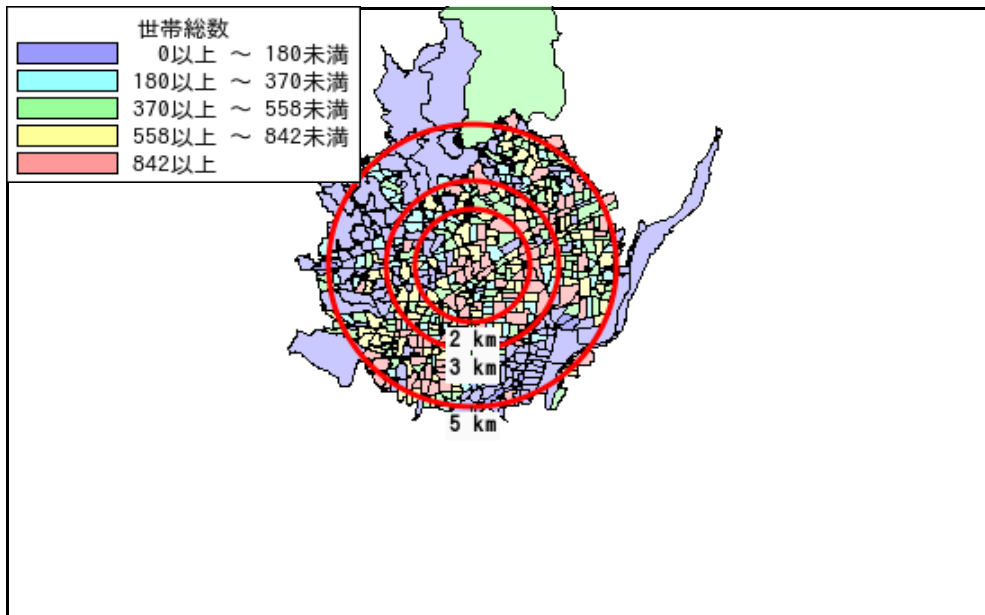 世帯総数
0以上 ～ 180未満
180以上 ～ 370未満
370以上 ～ 558未満
558以上 ～ 842未満
842以上
2 km
3 km
5 km